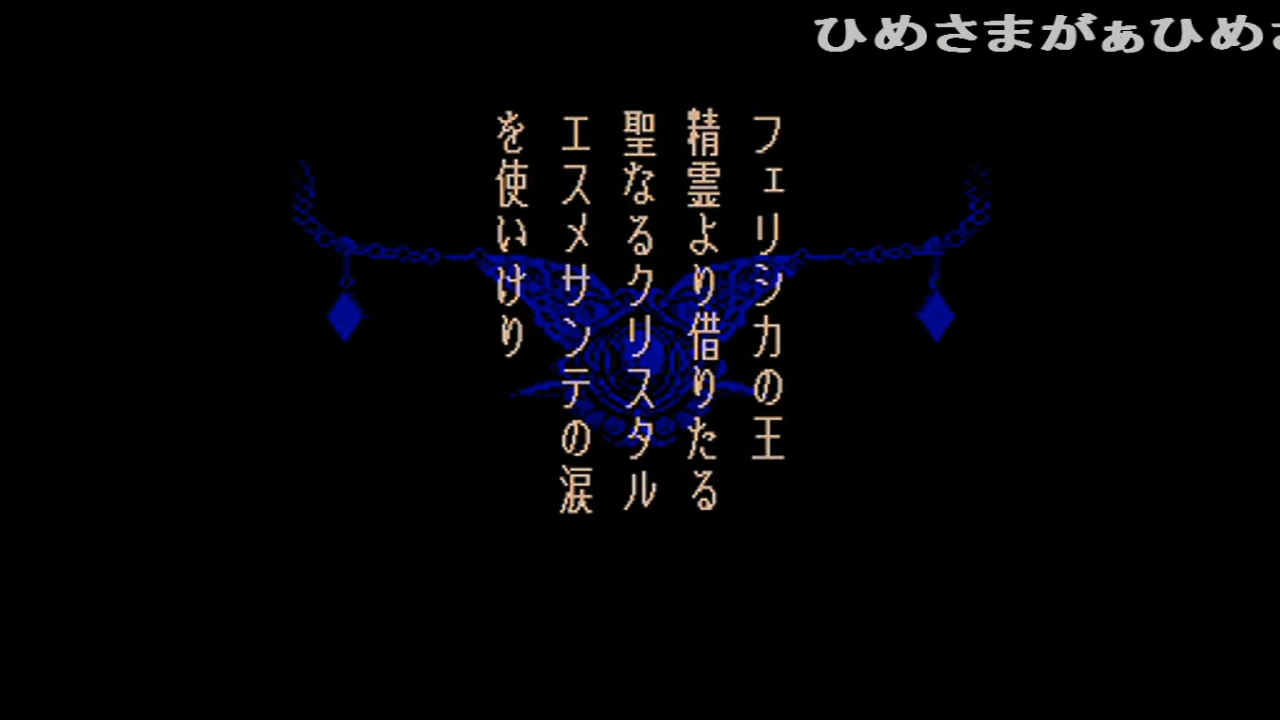 ひめさまがぁひめさ
フェリシカの王
精霊より借りたる
聖なるクリスタル
エスメサンテの涙
を使いけり